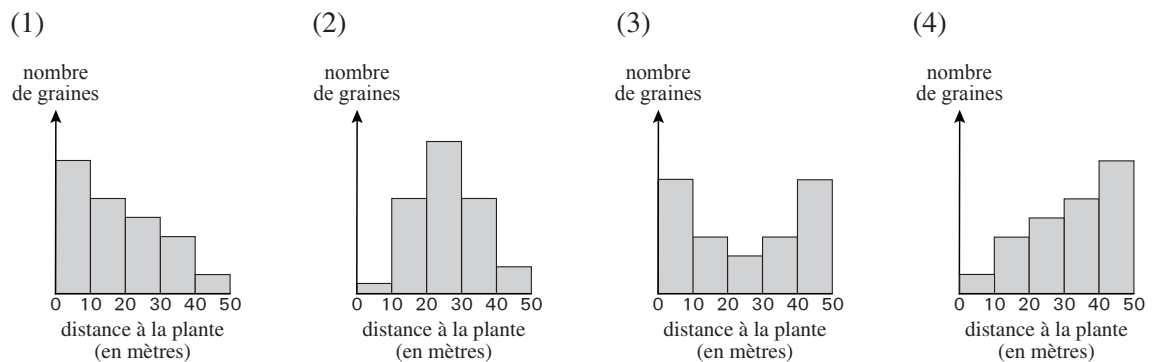 (1)
nombre
de graines
0 10 20 30 40 50
distance à la plante
(en mètres)
(2)
nombre
de graines
0 10 20 30 40 50
distance à la plante
(en mètres)
(3)
nombre
de graines
0 10 20 30 40 50
distance à la plante
(en mètres)
(4)
nombre
de graines
0 10 20 30 40 50
distance à la plante
(en mètres)